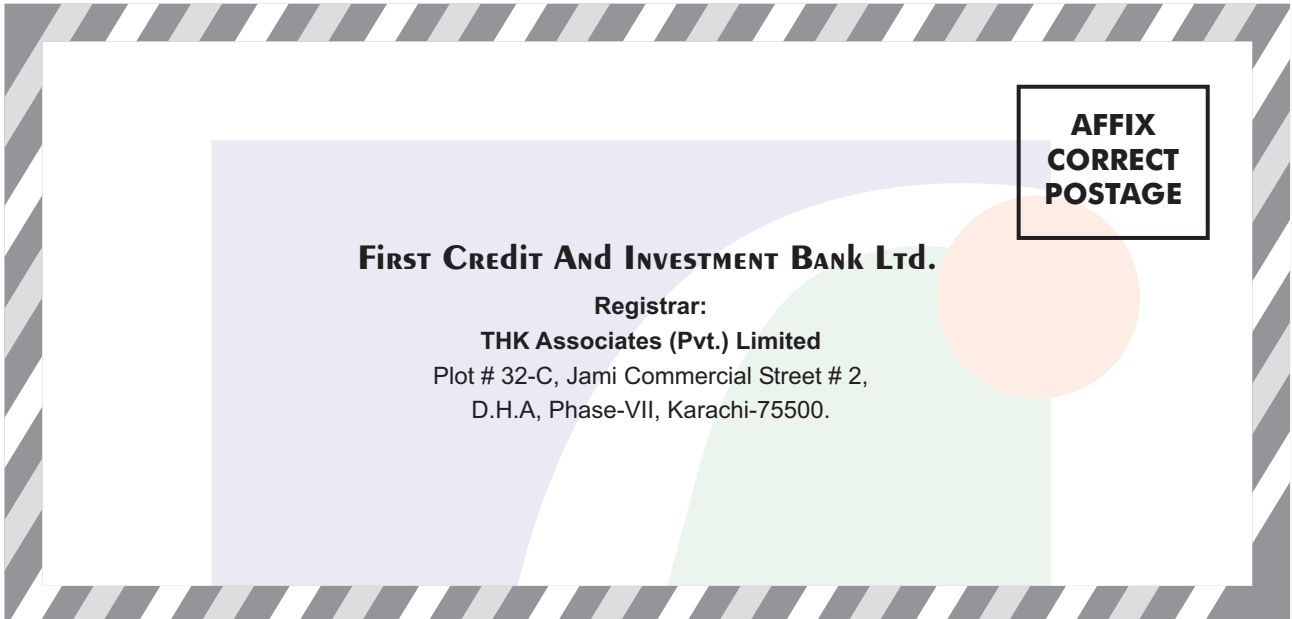 AFFIX
CORRECT
POSTAGE
First Credit And Investment Bank Ltd.
Registrar:
THK Associates (Pvt.) Limited
Plot # 32-C, Jami Commercial Street # 2,
D.H.A, Phase-VII, Karachi-75500.